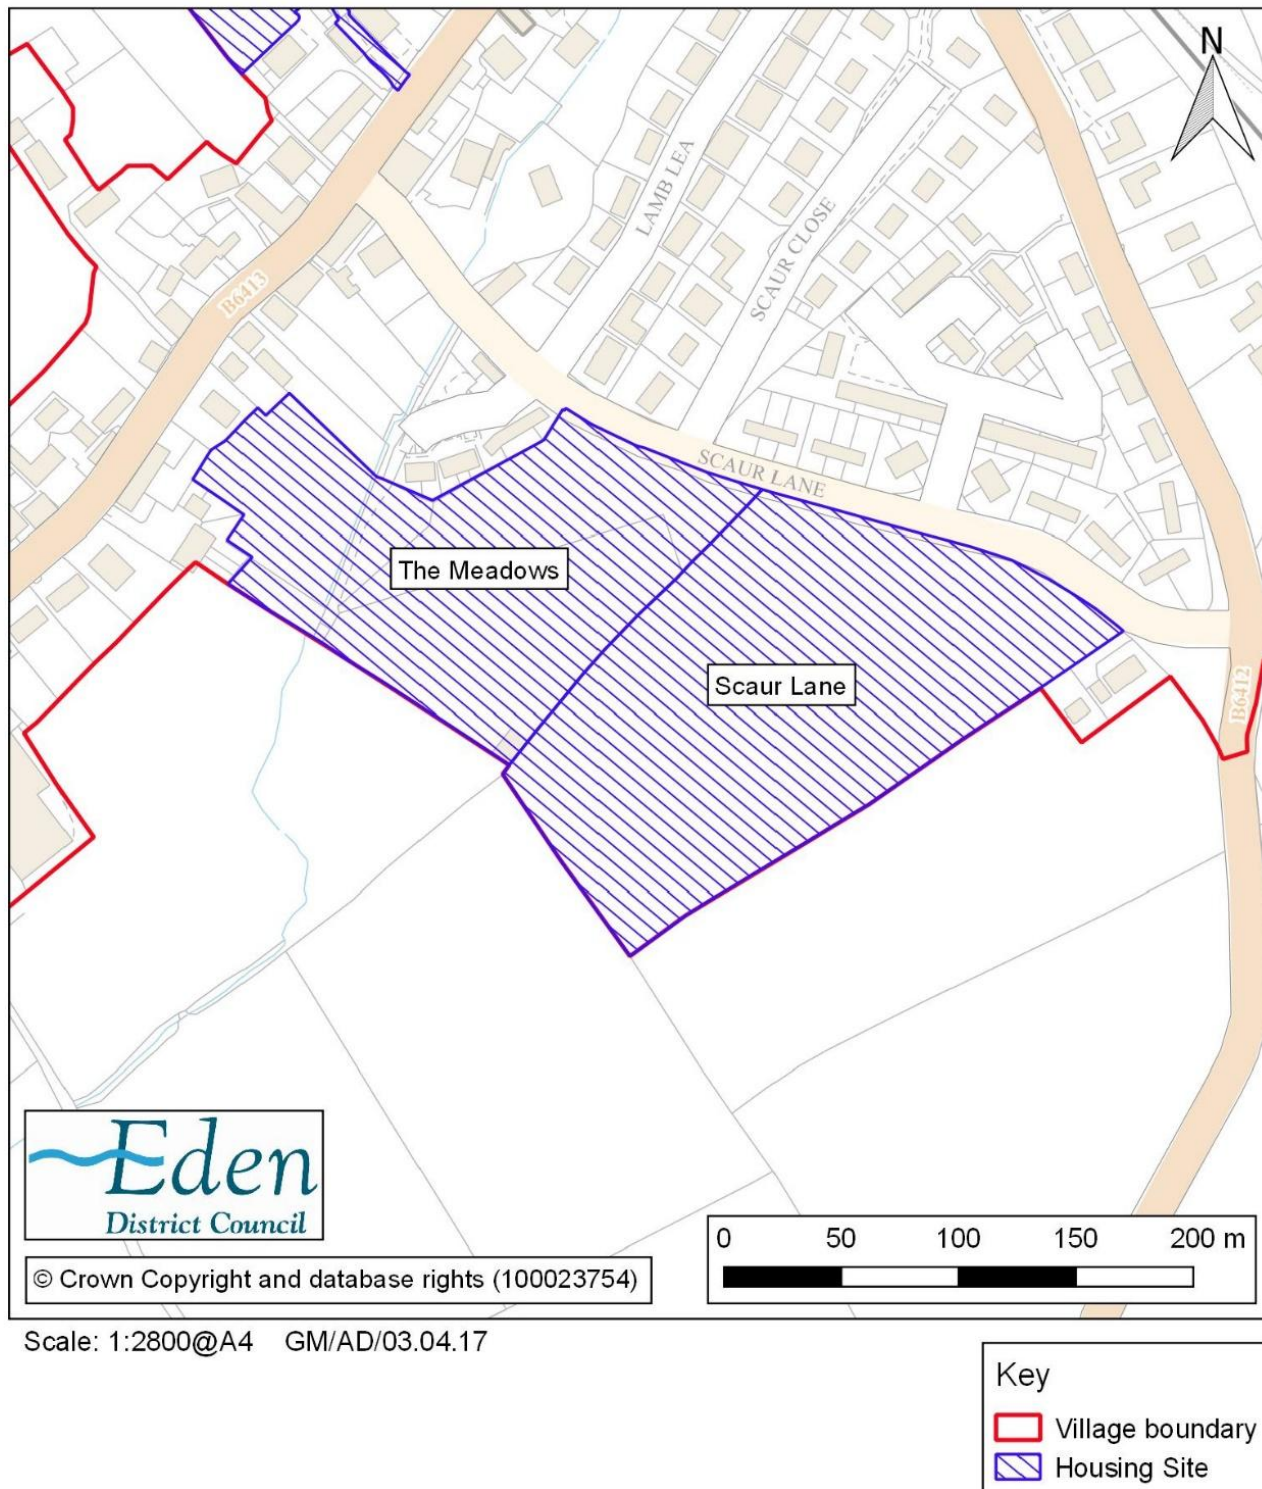 N
LAMB LEA
SCAUR CLOSE
B6413
SCAUR LANE
The Meadows
Scaur Lane
B6412
Eden
District Council
0 50 100 150 200 m
© Crown Copyright and database rights (100023754)
Scale: 1:2800@A4 GM/AD/03.04.17
Key
Village boundary
Housing Site